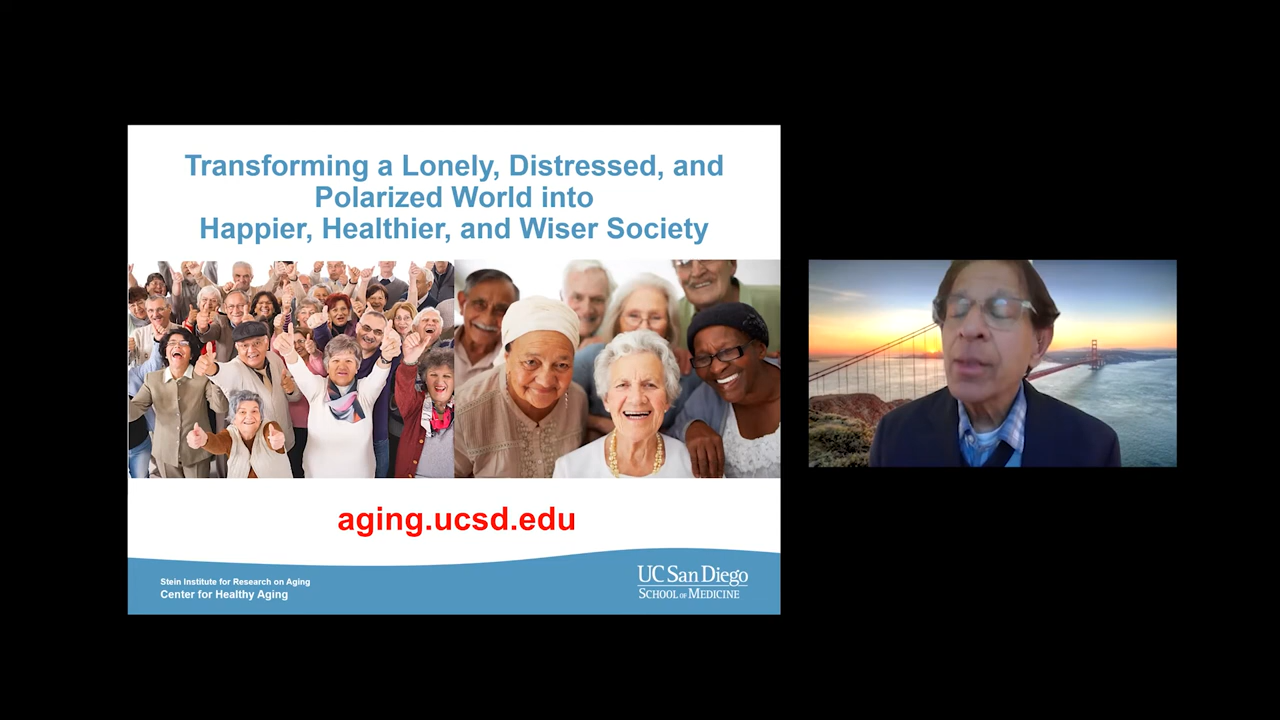 Transforming a Lonely, Distressed, and
Polarized World into
Happier, Healthier, and Wiser Society
aging.ucsd.edu
Stein Institute for Research on Aging
Center for Healthy Aging
UC San Diego
SCHOOL OF MEDICINE